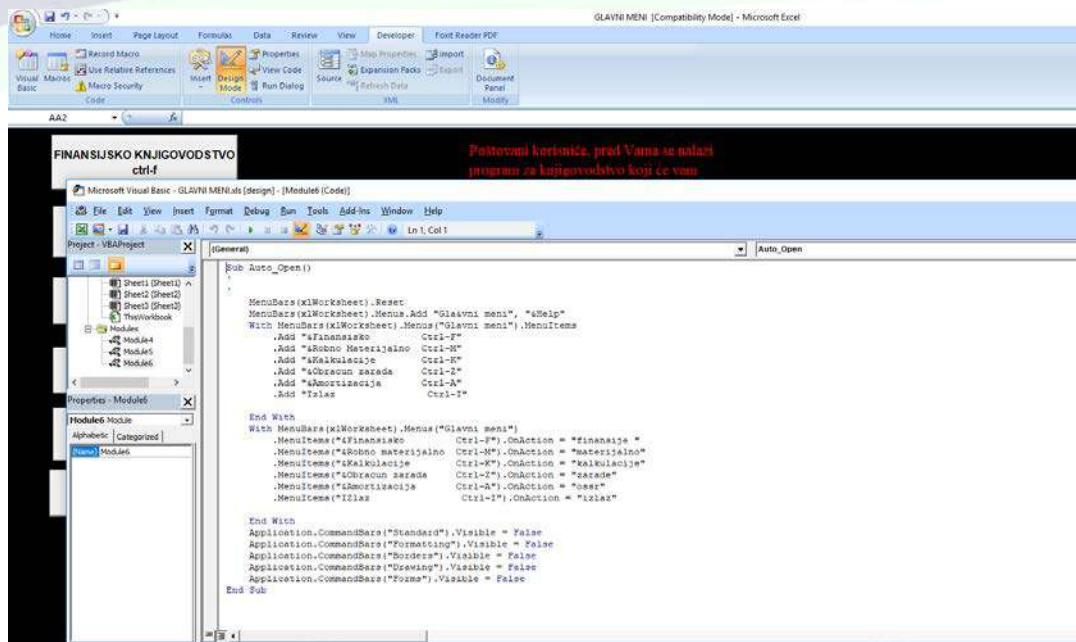 GLAVNI MENI [Compatibility Mode] - Microsoft Excel
Home Insert Page Layout Formulas Data Review View Developer Foxit Reader PDF
Visual Basic
Macros
Record Macro
Use Relative References
Macro Security
Code
Insert
Design Mode
Properties
View Code
Run Dialog
Controls
Source
Map Properties
Expansion Packs
Refresh Data
Import
Export
XML
Document Panel
Modify
AA2
fx
FINANSIJSKO KNJIGOVODSTVO
ctrl-f
Poštovani korisniče, pred Vama se nalazi
program za knjigovodstvo koji će vam
Microsoft Visual Basic - GLAVNI MENI.xls [design] - [Module6 (Code)]
File Edit View Insert Format Debug Run Tools Add-Ins Window Help
Ln 1, Col 1
Project - VBAProject
Sheet1 (Sheet1)
Sheet2 (Sheet2)
Sheet3 (Sheet3)
ThisWorkbook
Modules
Module4
Module5
Module6
Properties - Module6
Module6 Module
Alphabetic Categorized
(Name) Module6
(General) Auto_Open
Sub Auto_Open()
'
'
MenuBars(xlWorksheet).Reset
MenuBars(xlWorksheet).Menus.Add "Gla&vni meni", "&Help"
With MenuBars(xlWorksheet).Menus("Glavni meni").MenuItems
.Add "&Finansisko Ctrl-F"
.Add "&Robno Materijalno Ctrl-M"
.Add "&Kalkulacije Ctrl-K"
.Add "&Obracun zarada Ctrl-Z"
.Add "&Amortizacija Ctrl-A"
.Add "Izlaz Ctrl-I"
End With
With MenuBars(xlWorksheet).Menus("Glavni meni")
.MenuItems("&Finansisko Ctrl-F").OnAction = "finansije "
.MenuItems("&Robno materijalno Ctrl-M").OnAction = "materijalno"
.MenuItems("&Kalkulacije Ctrl-K").OnAction = "kalkulacije"
.MenuItems("&Obracun zarada Ctrl-Z").OnAction = "zarade"
.MenuItems("&Amortizacija Ctrl-A").OnAction = "ossr"
.MenuItems("IZlaz Ctrl-I").OnAction = "izlaz"
End With
Application.CommandBars("Standard").Visible = False
Application.CommandBars("Formatting").Visible = False
Application.CommandBars("Borders").Visible = False
Application.CommandBars("Drawing").Visible = False
Application.CommandBars("Forms").Visible = False
End Sub